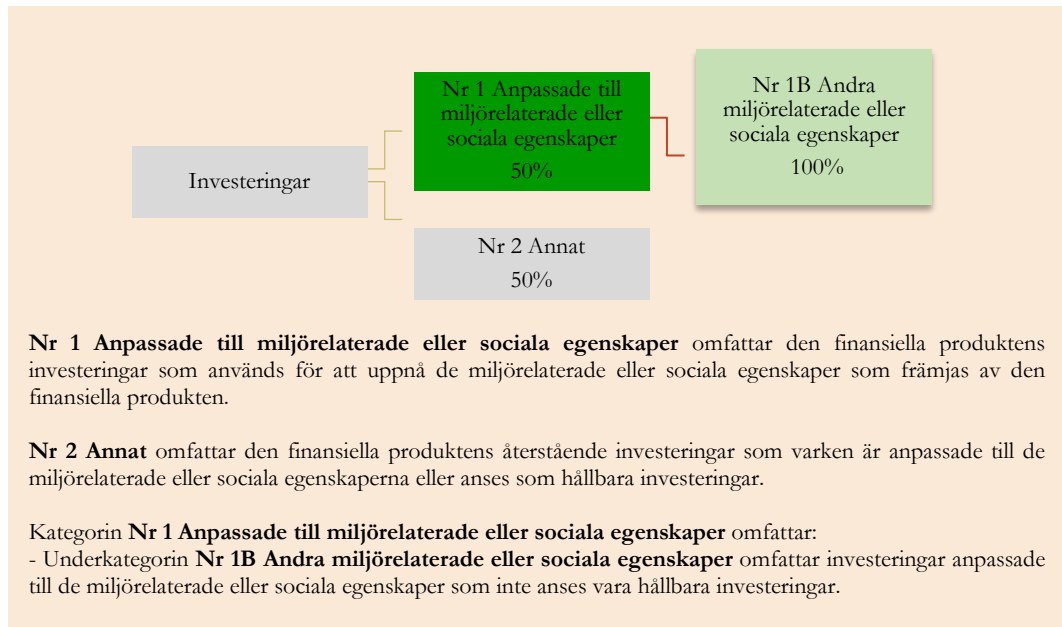 Investeringar
Nr 1 Anpassade till
miljörelaterade eller
sociala egenskaper
50%
Nr 1B Andra
miljörelaterade eller
sociala egenskaper
100%
Nr 2 Annat
50%
Nr 1 Anpassade till miljörelaterade eller sociala egenskaper omfattar den finansiella produktens
investeringar som används för att uppnå de miljörelaterade eller sociala egenskaper som främjas av den
finansiella produkten.
Nr 2 Annat omfattar den finansiella produktens återstående investeringar som varken är anpassade till de
miljörelaterade eller sociala egenskaperna eller anses som hållbara investeringar.
Kategorin Nr 1 Anpassade till miljörelaterade eller sociala egenskaper omfattar:
- Underkategorin Nr 1B Andra miljörelaterade eller sociala egenskaper omfattar investeringar anpassade
till de miljörelaterade eller sociala egenskaper som inte anses vara hållbara investeringar.